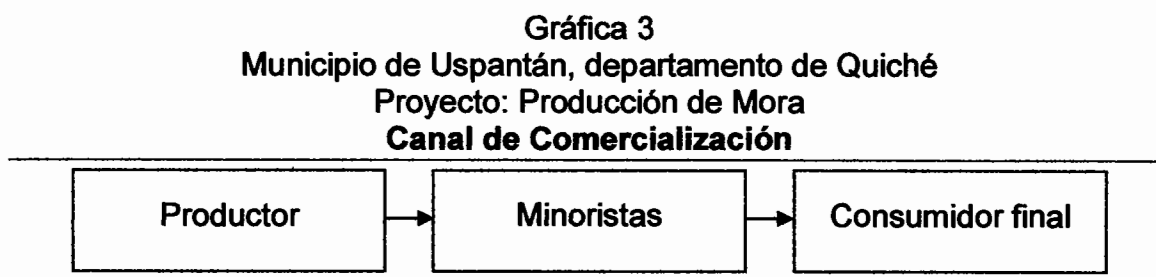 Gráfica 3
Municipio de Uspantán, departamento de Quiché
Proyecto: Producción de Mora
Canal de Comercialización
Productor
Minoristas
Consumidor final